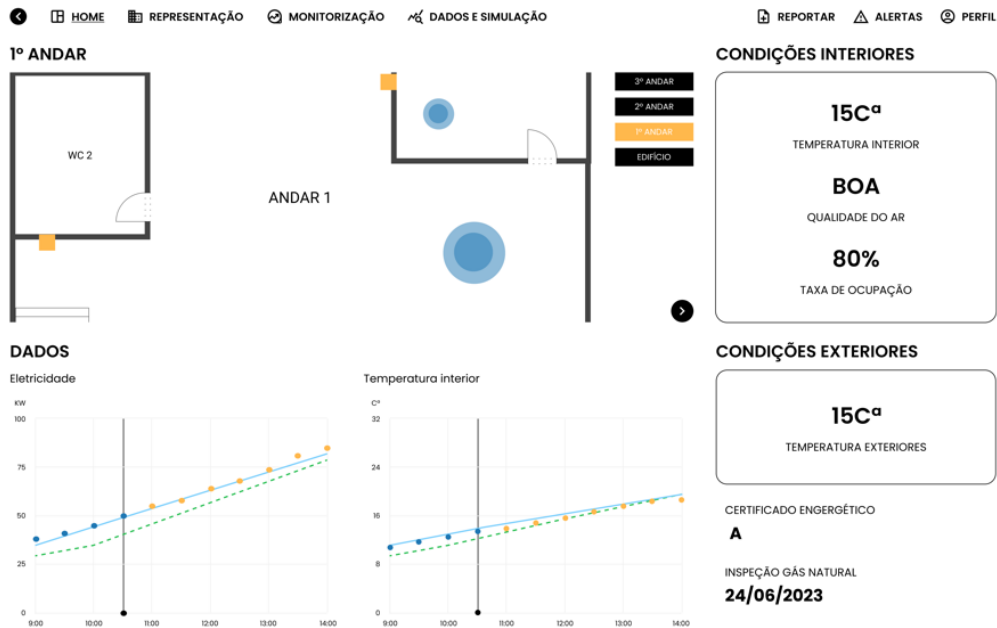 HOME REPRESENTAÇÃO MONITORIZAÇÃO DADOS E SIMULAÇÃO REPORTAR ALERTAS PERFIL
1º ANDAR
WC 2
ANDAR 1
3º ANDAR
2º ANDAR
1º ANDAR
EDIFÍCIO
CONDIÇÕES INTERIORES
15Cª
TEMPERATURA INTERIOR
BOA
QUALIDADE DO AR
80%
TAXA DE OCUPAÇÃO
DADOS
Eletricidade
KW
100
75
50
25
0
9:00 10:00 11:00 12:00 13:00 14:00
Temperatura interior
Cº
32
24
16
8
0
9:00 10:00 11:00 12:00 13:00 14:00
CONDIÇÕES EXTERIORES
15Cª
TEMPERATURA EXTERIORES
CERTIFICADO ENGERGÉTICO
A
INSPEÇÃO GÁS NATURAL
24/06/2023